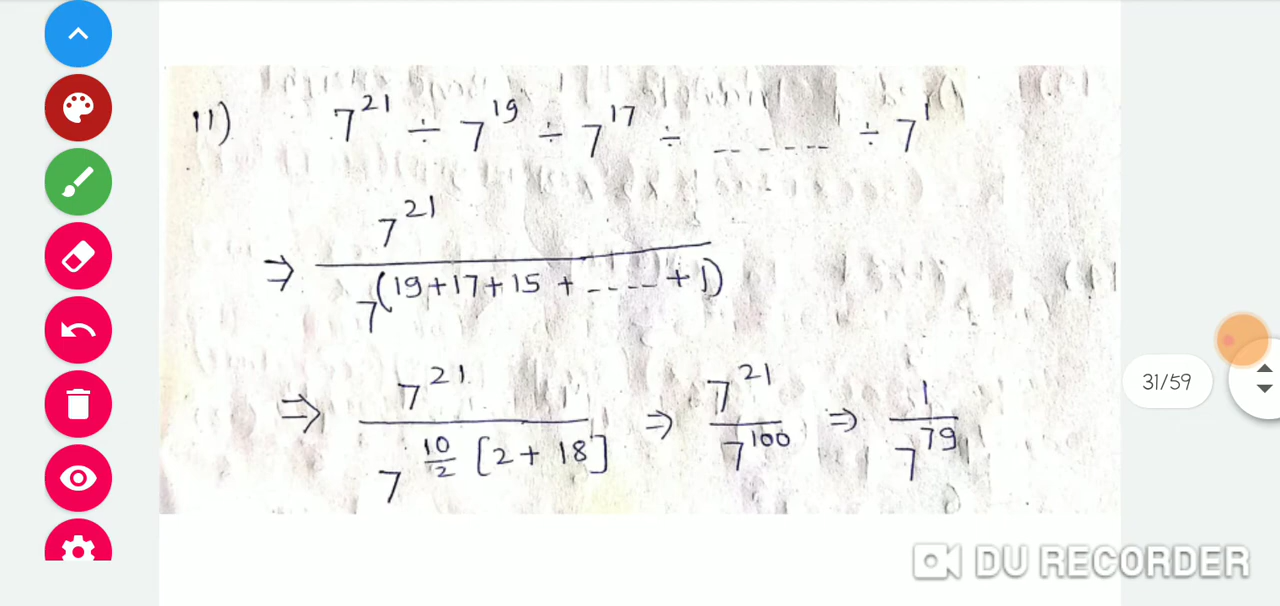 11) 7^21 ÷ 7^19 ÷ 7^17 ÷ ------ ÷ 7^1
⇒ 7^21 / 7^(19+17+15+----+1)
⇒ 7^21 / 7^(10/2 [2+18]) ⇒ 7^21 / 7^100 ⇒ 1 / 7^79
31/59
DU RECORDER